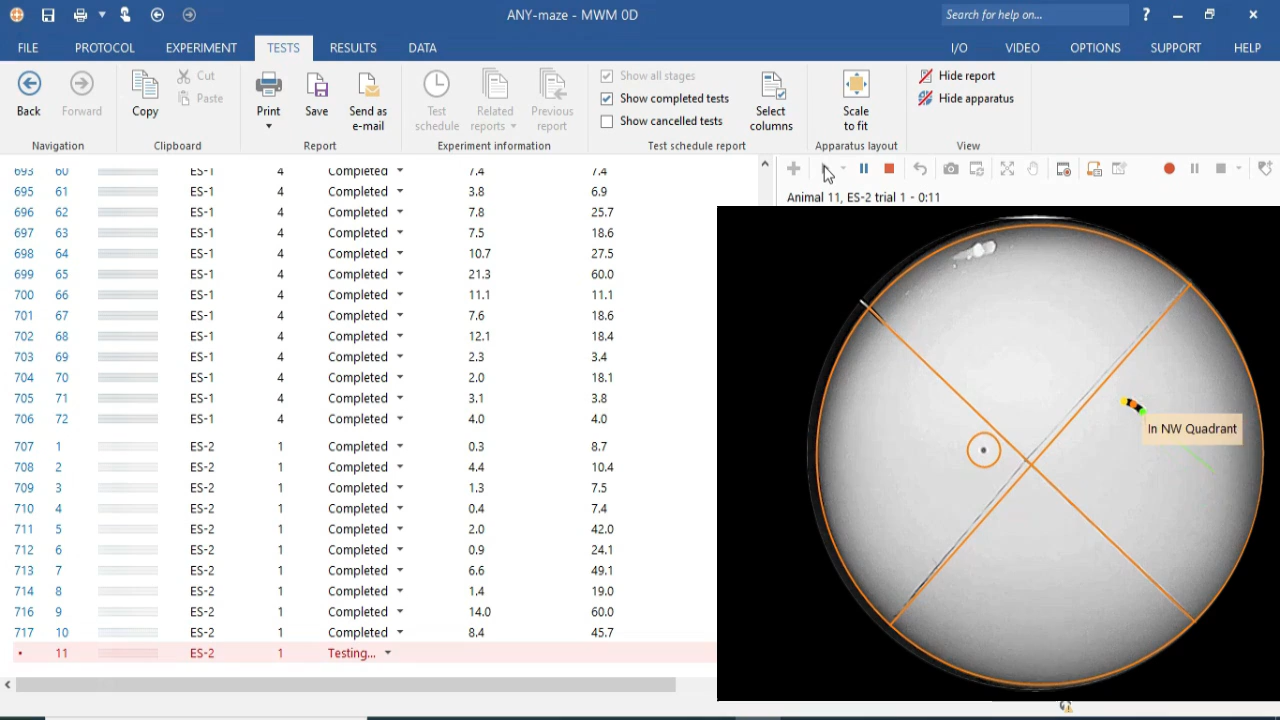 ANY-maze - MWM 0D
Search for help on...
?
FILE PROTOCOL EXPERIMENT TESTS RESULTS DATA I/O VIDEO OPTIONS SUPPORT HELP
Back
Forward
Navigation
Copy
Cut
Paste
Clipboard
Print
Save
Send as
e-mail
Report
Test
schedule
Related
reports
Previous
report
Experiment information
Show all stages
Show completed tests
Show cancelled tests
Select
columns
Test schedule report
Scale
to fit
Apparatus layout
Hide report
Hide apparatus
View
693 60 ES-1 4 Completed 7.4 7.4
695 61 ES-1 4 Completed 3.8 6.9
696 62 ES-1 4 Completed 7.8 25.7
697 63 ES-1 4 Completed 7.5 18.6
698 64 ES-1 4 Completed 10.7 27.5
699 65 ES-1 4 Completed 21.3 60.0
700 66 ES-1 4 Completed 11.1 11.1
701 67 ES-1 4 Completed 7.6 18.6
702 68 ES-1 4 Completed 12.1 18.4
703 69 ES-1 4 Completed 2.3 3.4
704 70 ES-1 4 Completed 2.0 18.1
705 71 ES-1 4 Completed 3.1 3.8
706 72 ES-1 4 Completed 4.0 4.0
707 1 ES-2 1 Completed 0.3 8.7
708 2 ES-2 1 Completed 4.4 10.4
709 3 ES-2 1 Completed 1.3 7.5
710 4 ES-2 1 Completed 0.4 7.4
711 5 ES-2 1 Completed 2.0 42.0
712 6 ES-2 1 Completed 0.9 24.1
713 7 ES-2 1 Completed 6.6 49.1
714 8 ES-2 1 Completed 1.4 19.0
716 9 ES-2 1 Completed 14.0 60.0
717 10 ES-2 1 Completed 8.4 45.7
• 11 ES-2 1 Testing...
Animal 11, ES-2 trial 1 - 0:11
In NW Quadrant